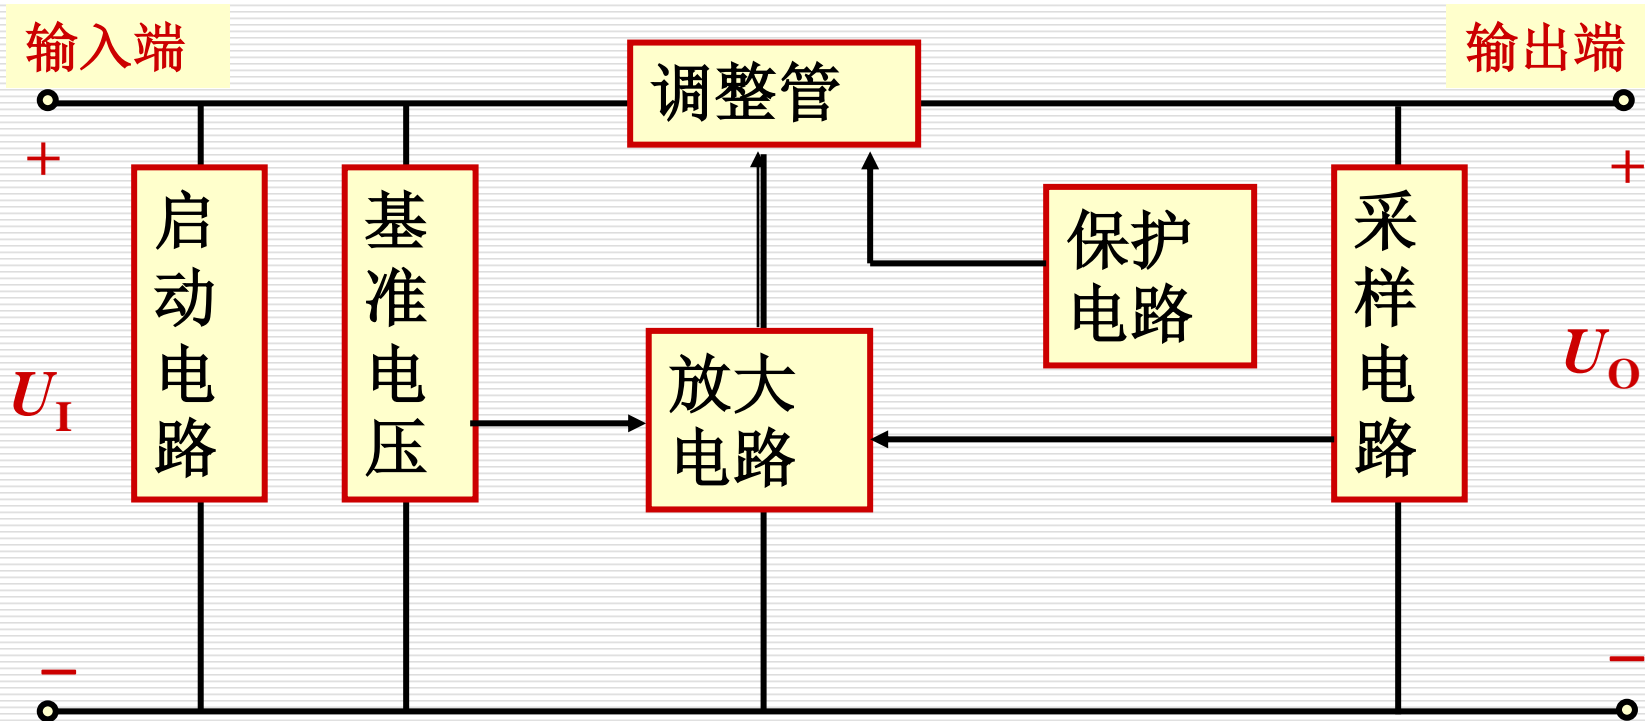 输入端
输出端
调整管
+
+
启动电路
基准电压
保护
电路
采样电路
放大
电路
U_I
U_O
−
−